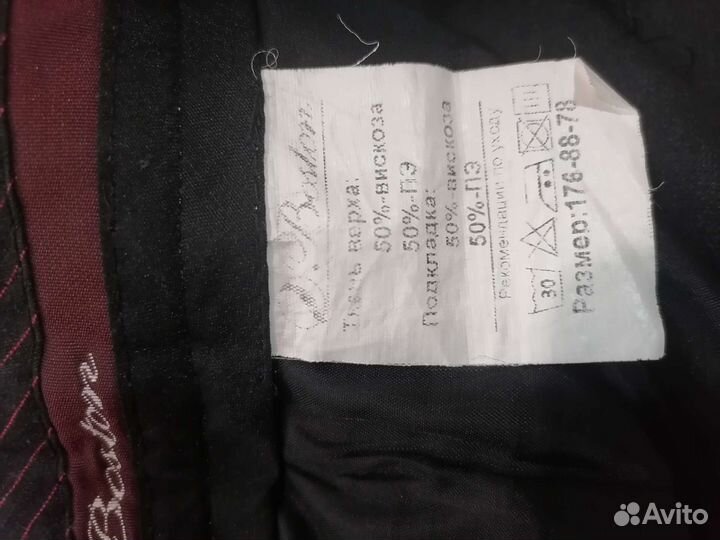 Ткань верха:
50%-вискоза
50%-ПЭ
Подкладка:
50%-вискоза
50%-ПЭ
Рекомендации по уходу
30
Размер:176-88-78
Avito